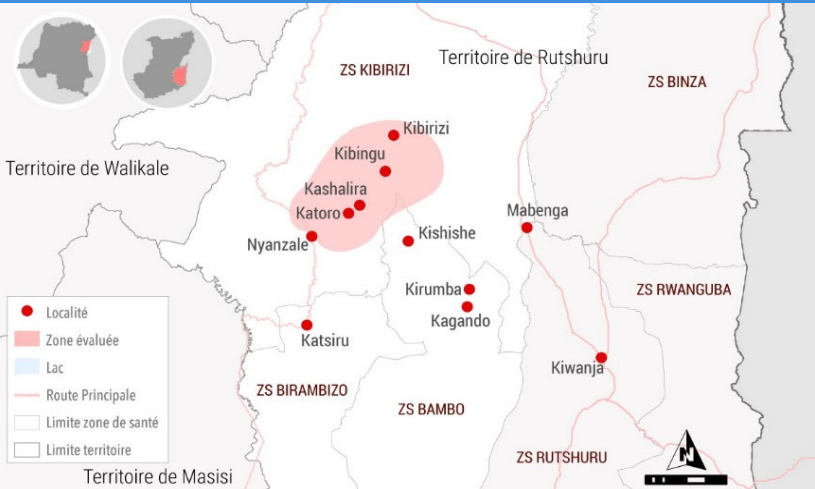 Territoire de Rutshuru
ZS KIBIRIZI
ZS BINZA
Kibirizi
Kibingu
Territoire de Walikale
Kashalira
Katoro
Mabenga
Nyanzale
Kishishe
Kirumba
ZS RWANGUBA
Kagando
Katsiru
Kiwanja
ZS BIRAMBIZO
ZS BAMBO
ZS RUTSHURU
Localité
Zone évaluée
Lac
Route Principale
Limite zone de santé
Limite territoire
Territoire de Masisi
N